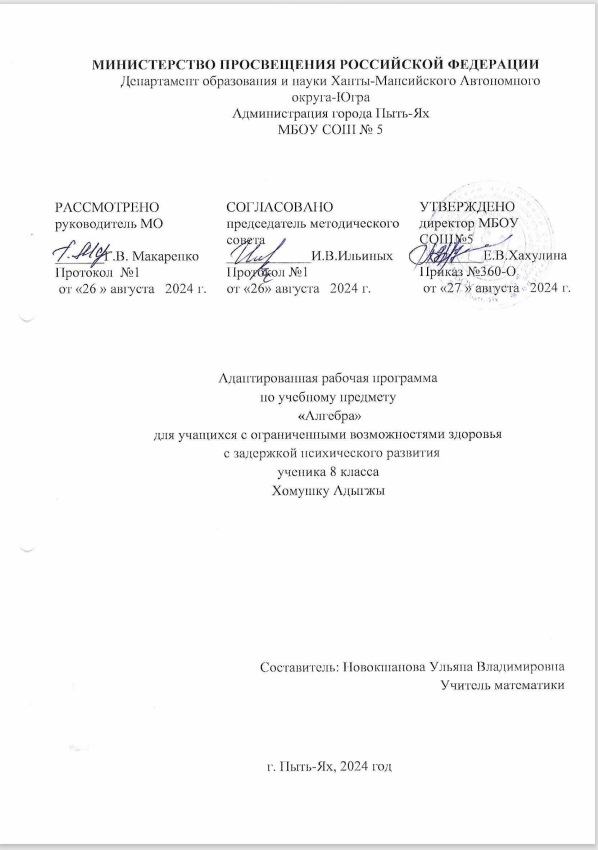 МИНИСТЕРСТВО ПРОСВЕЩЕНИЯ РОССИЙСКОЙ ФЕДЕРАЦИИ
Департамент образования и науки Ханты-Мансийского Автономного
округа-Югра
Администрация города Пыть-Ях
МБОУ СОШ № 5
РАССМОТРЕНО
руководитель МО
Г.В. Макаренко
Протокол №1
от «26 » августа 2024 г.
СОГЛАСОВАНО
председатель методического
совета
И.В.Ильиных
Протокол №1
от «26» августа 2024 г.
УТВЕРЖДЕНО
директор МБОУ
СОШ№5
Е.В.Хахулина
Приказ №360-О
от «27 » августа 2024 г.
Адаптированная рабочая программа
по учебному предмету
«Алгебра»
для учащихся с ограниченными возможностями здоровья
с задержкой психического развития
ученика 8 класса
Хомушку Адыгжы
Составитель: Новокшанова Ульяна Владимировна
Учитель математики
г. Пыть-Ях, 2024 год